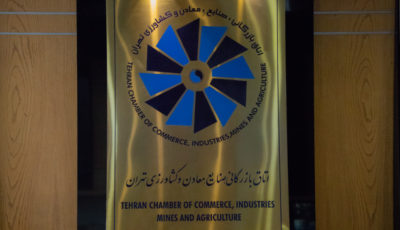 اتاق بازرگانی، صنایع، معادن و کشاورزی تهران
TEHRAN CHAMBER OF COMMERCE, INDUSTRIES, MINES AND AGRICULTURE
اتاق بازرگانی صنایع معادن و کشاورزی تهران
TEHRAN CHAMBER OF COMMERCE, INDUSTRIES
MINES AND AGRICULTURE